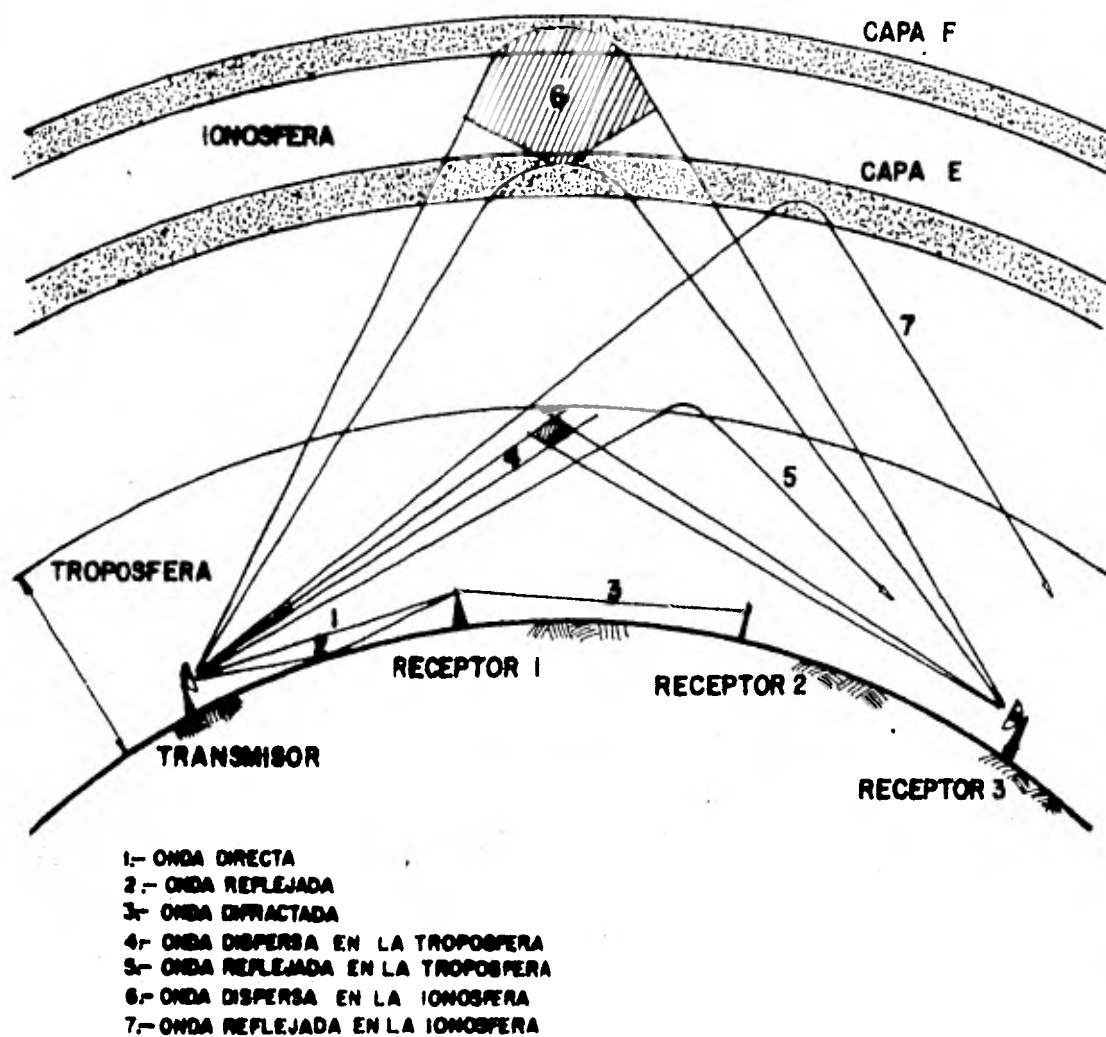 CAPA F
6
IONOSFERA
CAPA E
7
4
5
TROPOSFERA
3
1
2
RECEPTOR 1
RECEPTOR 2
TRANSMISOR
RECEPTOR 3
1.- ONDA DIRECTA
2.- ONDA REFLEJADA
3.- ONDA DIFRACTADA
4.- ONDA DISPERSA EN LA TROPOSFERA
5.- ONDA REFLEJADA EN LA TROPOSFERA
6.- ONDA DISPERSA EN LA IONOSFERA
7.- ONDA REFLEJADA EN LA IONOSFERA